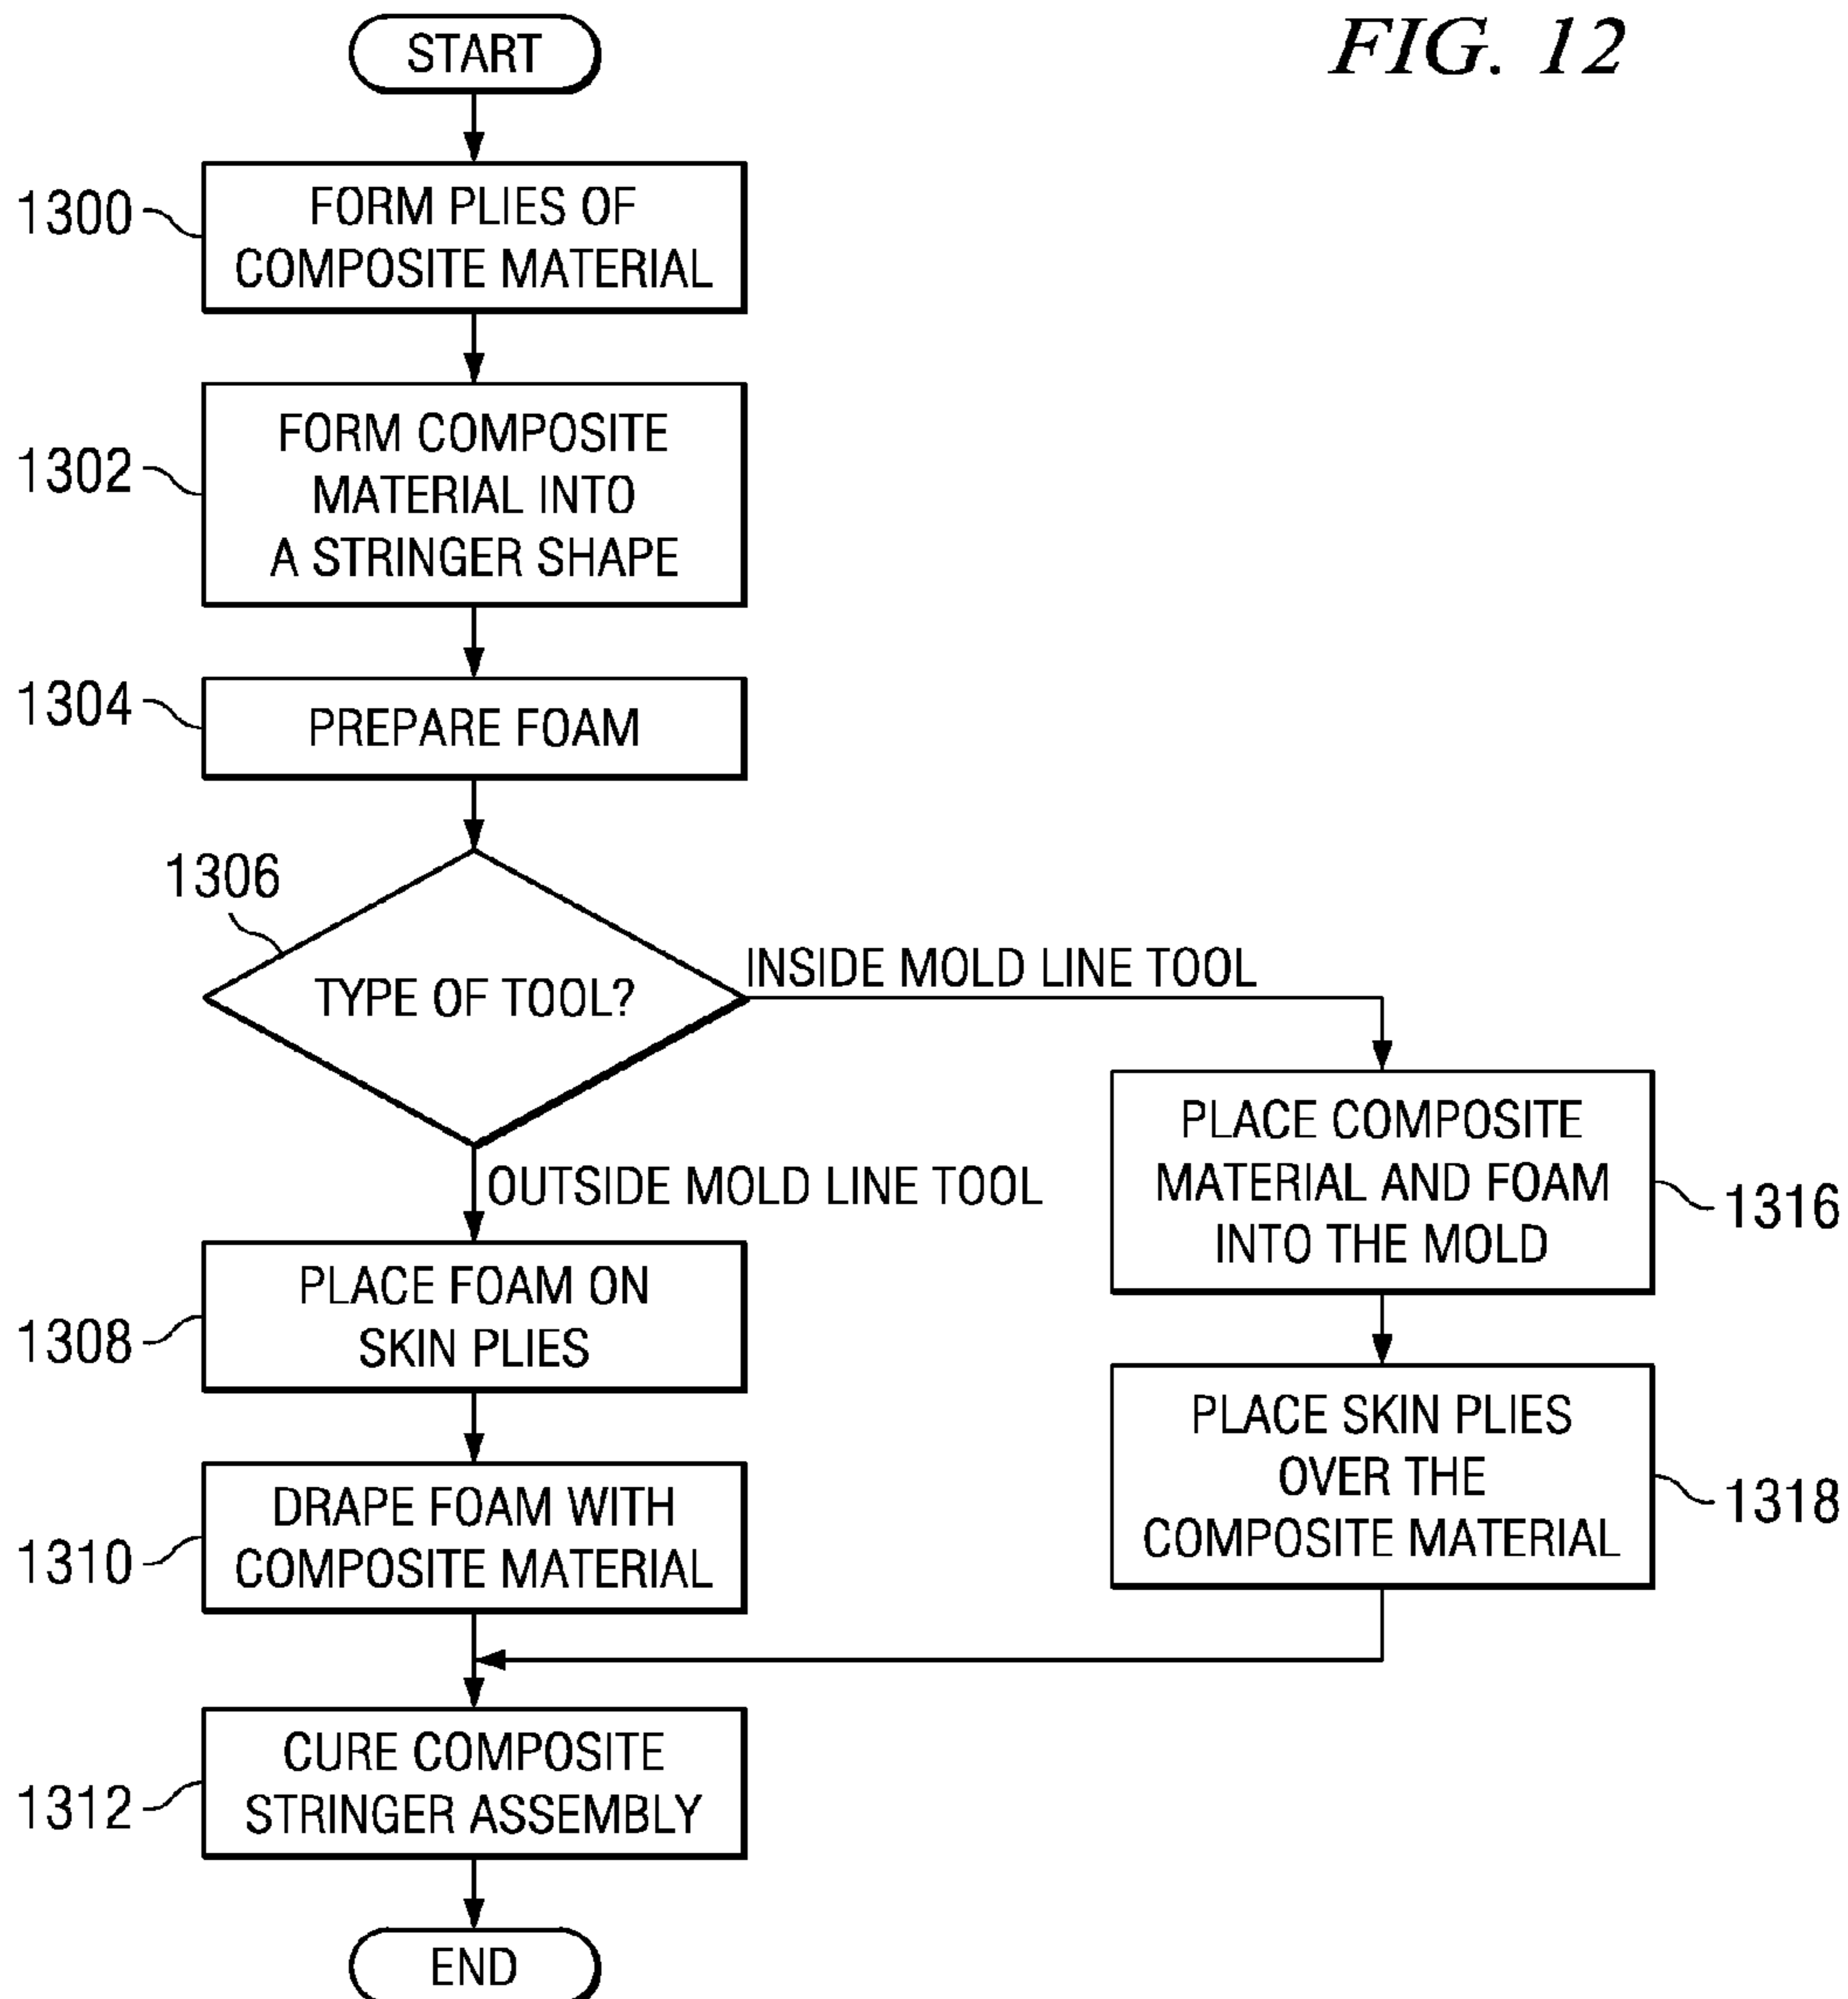 FIG. 12
START
1300
FORM PLIES OF
COMPOSITE MATERIAL
1302
FORM COMPOSITE
MATERIAL INTO
A STRINGER SHAPE
1304
PREPARE FOAM
1306
TYPE OF TOOL?
INSIDE MOLD LINE TOOL
OUTSIDE MOLD LINE TOOL
1308
PLACE FOAM ON
SKIN PLIES
1310
DRAPE FOAM WITH
COMPOSITE MATERIAL
PLACE COMPOSITE
MATERIAL AND FOAM
INTO THE MOLD
1316
PLACE SKIN PLIES
OVER THE
COMPOSITE MATERIAL
1318
1312
CURE COMPOSITE
STRINGER ASSEMBLY
END